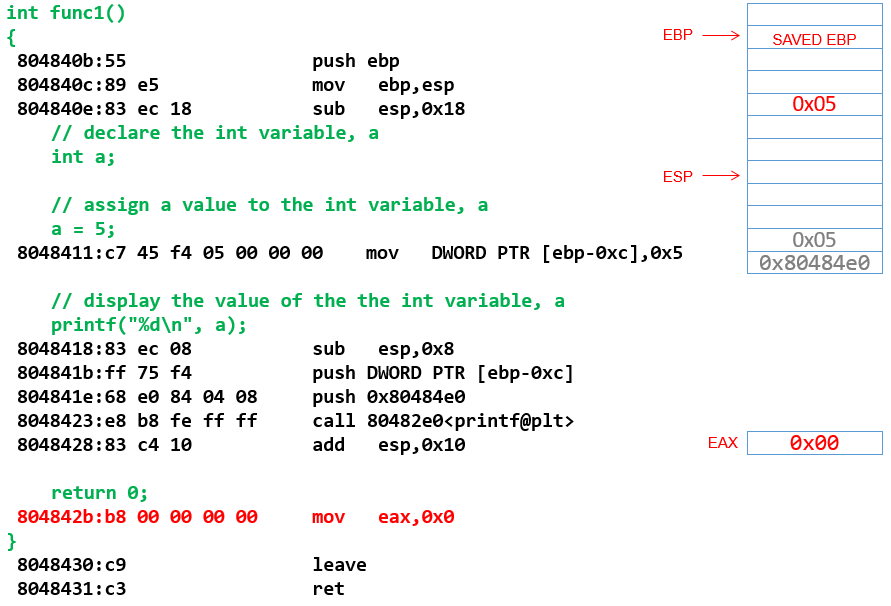 int func1()
{
804840b:55 push ebp
804840c:89 e5 mov ebp,esp
804840e:83 ec 18 sub esp,0x18
// declare the int variable, a
int a;
// assign a value to the int variable, a
a = 5;
8048411:c7 45 f4 05 00 00 00 mov DWORD PTR [ebp-0xc],0x5
// display the value of the the int variable, a
printf("%d\n", a);
8048418:83 ec 08 sub esp,0x8
804841b:ff 75 f4 push DWORD PTR [ebp-0xc]
804841e:68 e0 84 04 08 push 0x80484e0
8048423:e8 b8 fe ff ff call 80482e0<printf@plt>
8048428:83 c4 10 add esp,0x10
return 0;
804842b:b8 00 00 00 00 mov eax,0x0
}
8048430:c9 leave
8048431:c3 ret
EBP
SAVED EBP
0x05
ESP
0x05
0x80484e0
EAX
0x00